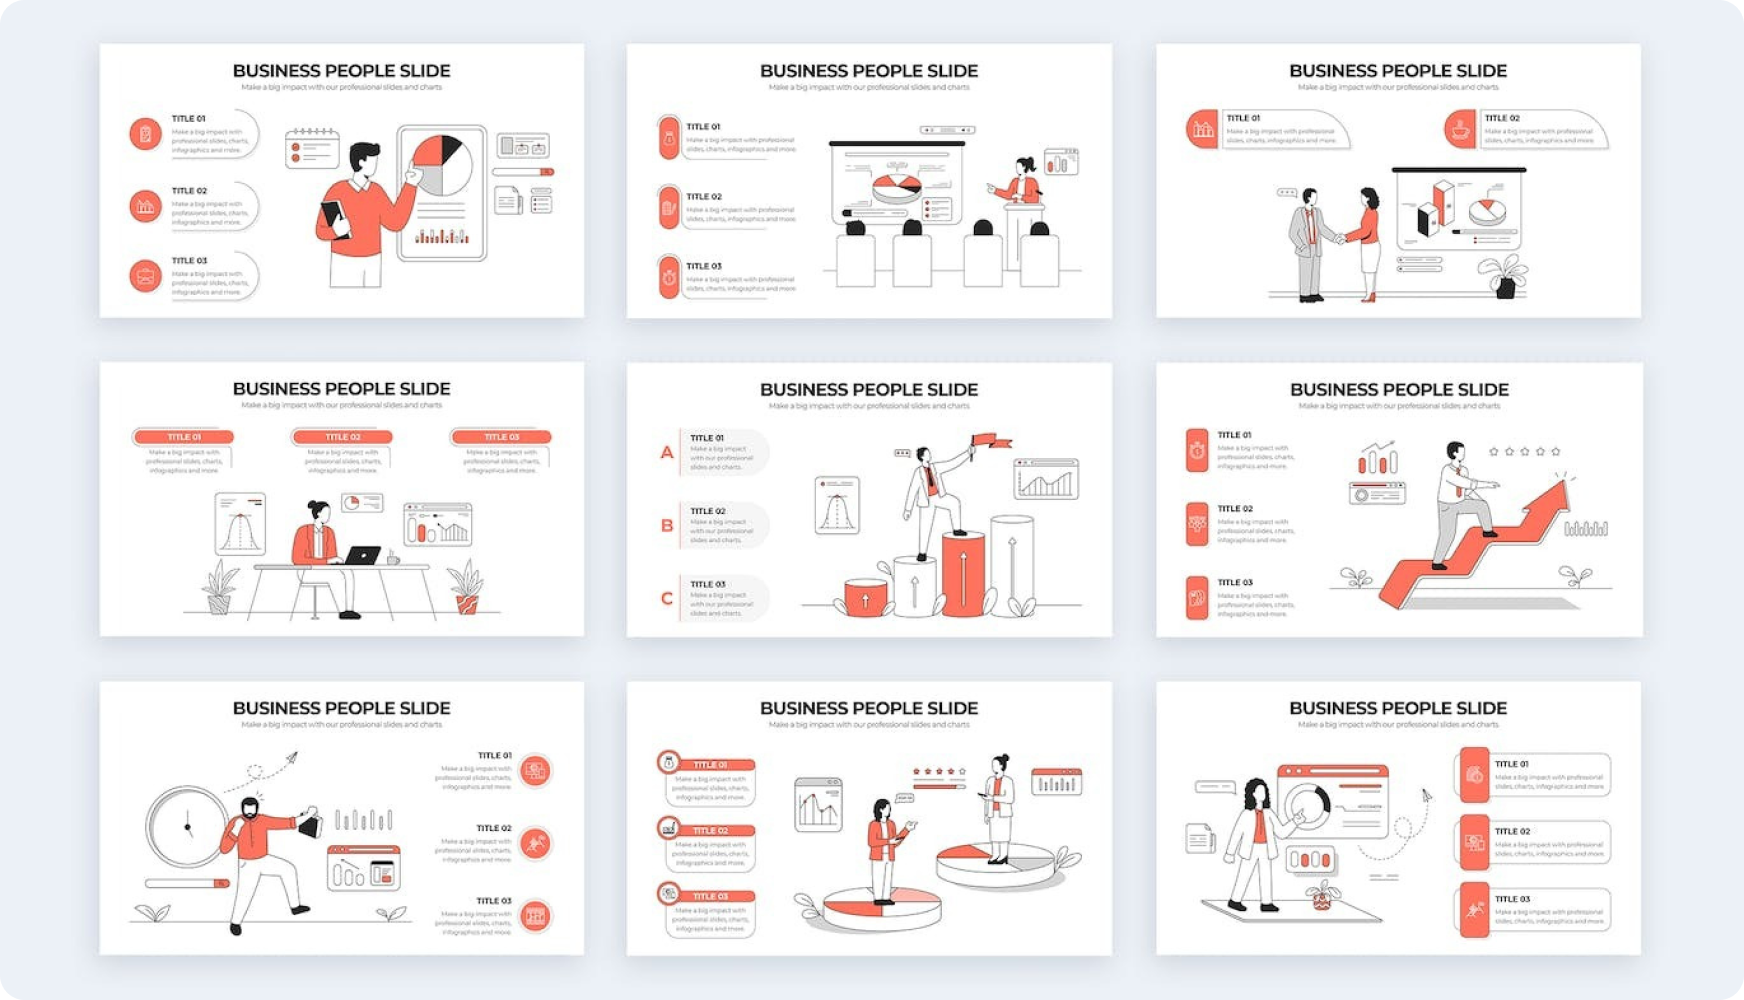 BUSINESS PEOPLE SLIDE
Make a big impact with our professional slides and charts
TITLE 01
Make a big impact with
professional slides, charts,
infographics and more.
TITLE 02
Make a big impact with
professional slides, charts,
infographics and more.
TITLE 03
Make a big impact with
professional slides, charts,
infographics and more.
BUSINESS PEOPLE SLIDE
Make a big impact with our professional slides and charts
TITLE 01
Make a big impact with professional
slides, charts, infographics and more.
TITLE 02
Make a big impact with professional
slides, charts, infographics and more.
TITLE 03
Make a big impact with professional
slides, charts, infographics and more.
BUSINESS PEOPLE SLIDE
Make a big impact with our professional slides and charts
TITLE 01
Make a big impact with professional
slides, charts, infographics and more.
TITLE 02
Make a big impact with professional
slides, charts, infographics and more.
BUSINESS PEOPLE SLIDE
Make a big impact with our professional slides and charts
TITLE 01
Make a big impact with
professional slides, charts,
infographics and more.
TITLE 02
Make a big impact with
professional slides, charts,
infographics and more.
TITLE 03
Make a big impact with
professional slides, charts,
infographics and more.
BUSINESS PEOPLE SLIDE
Make a big impact with our professional slides and charts
A
TITLE 01
Make a big impact
with our professional
slides and charts.
B
TITLE 02
Make a big impact
with our professional
slides and charts.
C
TITLE 03
Make a big impact
with our professional
slides and charts.
BUSINESS PEOPLE SLIDE
Make a big impact with our professional slides and charts
TITLE 01
Make a big impact with
professional slides, charts,
infographics and more.
TITLE 02
Make a big impact with
professional slides, charts,
infographics and more.
TITLE 03
Make a big impact with
professional slides, charts,
infographics and more.
BUSINESS PEOPLE SLIDE
Make a big impact with our professional slides and charts
TITLE 01
Make a big impact with
professional slides, charts,
infographics and more.
TITLE 02
Make a big impact with
professional slides, charts,
infographics and more.
TITLE 03
Make a big impact with
professional slides, charts,
infographics and more.
BUSINESS PEOPLE SLIDE
Make a big impact with our professional slides and charts
TITLE 01
Make a big impact with
professional slides, charts,
infographics and more.
TITLE 02
Make a big impact with
professional slides, charts,
infographics and more.
TITLE 03
Make a big impact with
professional slides, charts,
infographics and more.
BUSINESS PEOPLE SLIDE
Make a big impact with our professional slides and charts
TITLE 01
Make a big impact with professional
slides, charts, infographics and more.
TITLE 02
Make a big impact with professional
slides, charts, infographics and more.
TITLE 03
Make a big impact with professional
slides, charts, infographics and more.